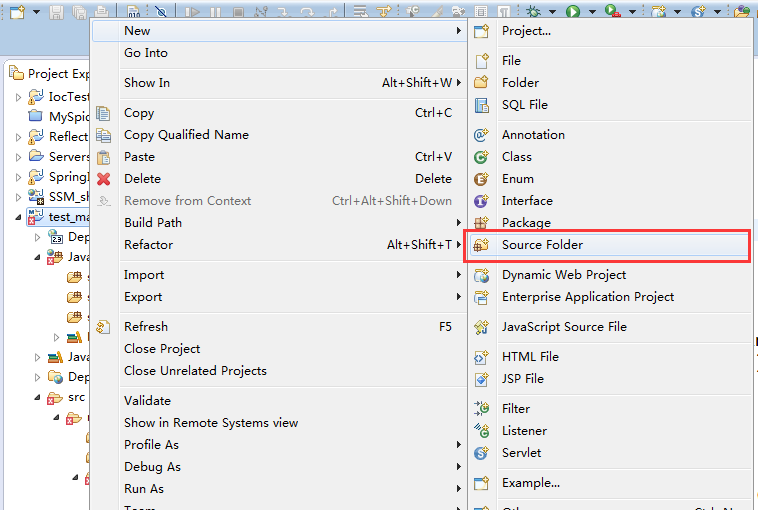 Project Exp
IocTest
MySpi
Reflect
Servers
Spring
SSM_s
test_ma
Dep
Java
s
s
s
Java
Dep
src
New
Go Into
Show In Alt+Shift+W
Copy Ctrl+C
Copy Qualified Name
Paste Ctrl+V
Delete Delete
Remove from Context Ctrl+Alt+Shift+Down
Build Path
Refactor Alt+Shift+T
Import
Export
Refresh F5
Close Project
Close Unrelated Projects
Validate
Show in Remote Systems view
Profile As
Debug As
Run As
Team
Project...
File
Folder
SQL File
Annotation
Class
Enum
Interface
Package
Source Folder
Dynamic Web Project
Enterprise Application Project
JavaScript Source File
HTML File
JSP File
Filter
Listener
Servlet
Example...